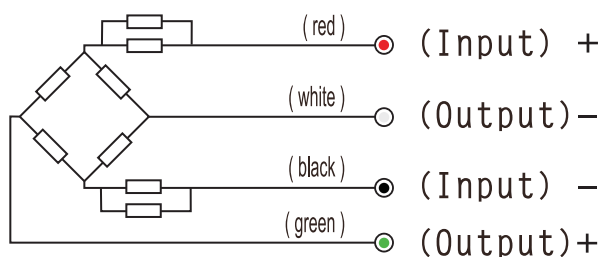 (red) (Input) +
(white) (Output) −
(black) (Input) −
(green) (Output) +